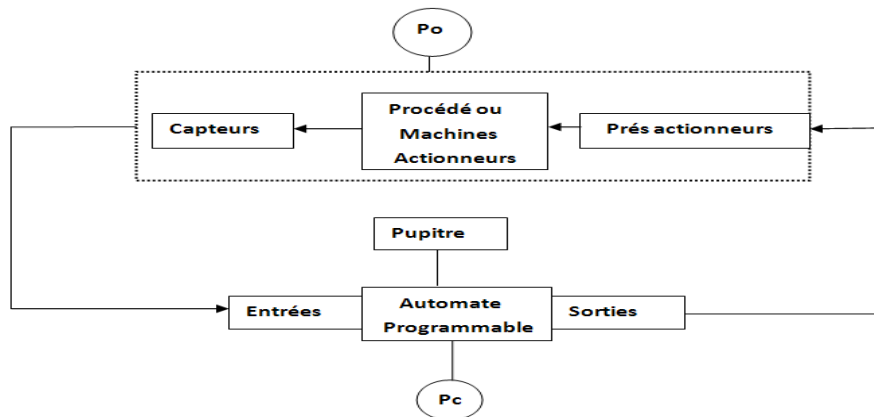 Po
Capteurs
Procédé ou
Machines
Actionneurs
Prés actionneurs
Pupitre
Entrées
Automate
Programmable
Sorties
Pc